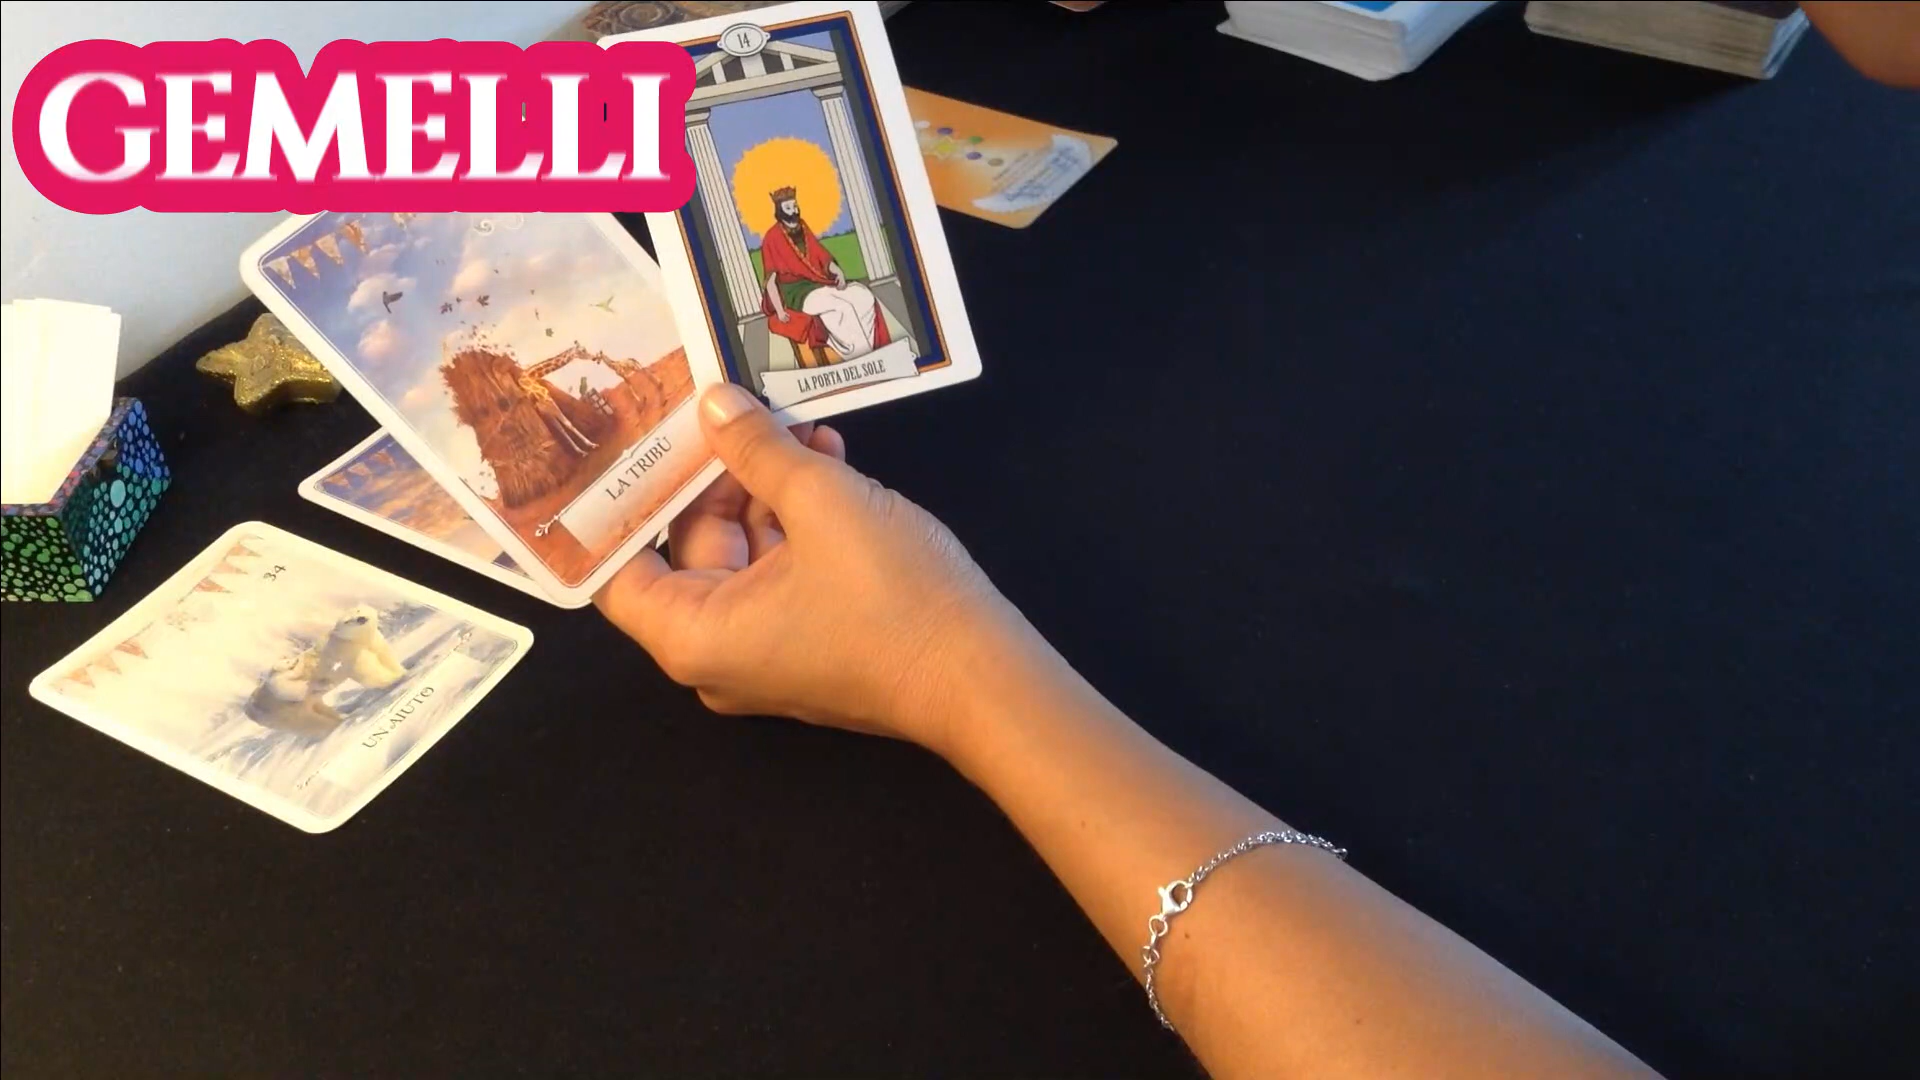 GEMELLI
14
LA PORTA DEL SOLE
LA TRIBÙ
34
UN AIUTO